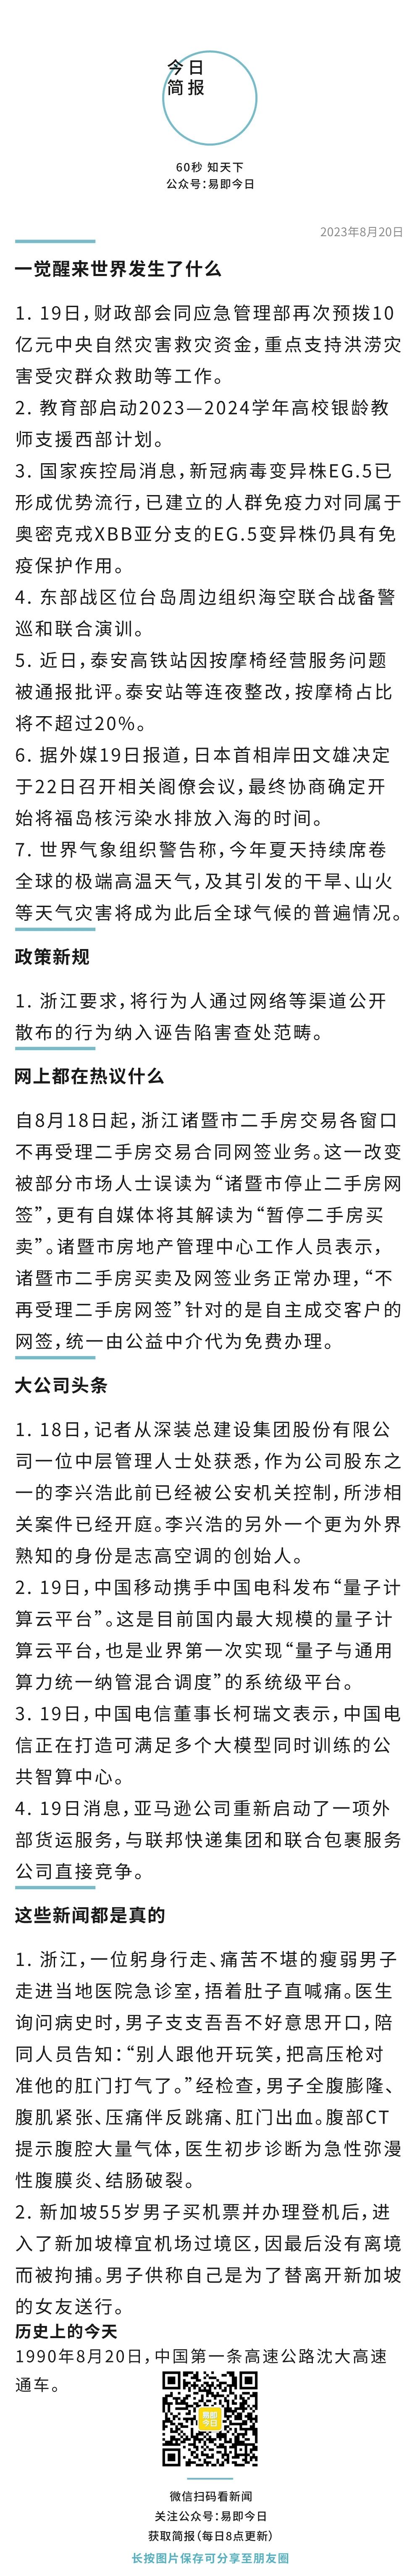 今日
简报
60秒 知天下
公众号：易即今日
2023年8月20日
一觉醒来世界发生了什么
1. 19日，财政部会同应急管理部再次预拨10
亿元中央自然灾害救灾资金，重点支持洪涝灾
害受灾群众救助等工作。
2. 教育部启动2023—2024学年高校银龄教
师支援西部计划。
3. 国家疾控局消息，新冠病毒变异株EG.5已
形成优势流行，已建立的人群免疫力对同属于
奥密克戎XBB亚分支的EG.5变异株仍具有免
疫保护作用。
4. 东部战区位台岛周边组织海空联合战备警
巡和联合演训。
5. 近日，泰安高铁站因按摩椅经营服务问题
被通报批评。泰安站等连夜整改，按摩椅占比
将不超过20%。
6. 据外媒19日报道，日本首相岸田文雄决定
于22日召开相关阁僚会议，最终协商确定开
始将福岛核污染水排放入海的时间。
7. 世界气象组织警告称，今年夏天持续席卷
全球的极端高温天气，及其引发的干旱、山火
等天气灾害将成为此后全球气候的普遍情况。
政策新规
1. 浙江要求，将行为人通过网络等渠道公开
散布的行为纳入诬告陷害查处范畴。
网上都在热议什么
自8月18日起，浙江诸暨市二手房交易各窗口
不再受理二手房交易合同网签业务。这一改变
被部分市场人士误读为“诸暨市停止二手房网
签”，更有自媒体将其解读为“暂停二手房买
卖”。诸暨市房地产管理中心工作人员表示，
诸暨市二手房买卖及网签业务正常办理，“不
再受理二手房网签”针对的是自主成交客户的
网签，统一由公益中介代为免费办理。
大公司头条
1. 18日，记者从深装总建设集团股份有限公
司一位中层管理人士处获悉，作为公司股东之
一的李兴浩此前已经被公安机关控制，所涉相
关案件已经开庭。李兴浩的另外一个更为外界
熟知的身份是志高空调的创始人。
2. 19日，中国移动携手中国电科发布“量子计
算云平台”。这是目前国内最大规模的量子计
算云平台，也是业界第一次实现“量子与通用
算力统一纳管混合调度”的系统级平台。
3. 19日，中国电信董事长柯瑞文表示，中国电
信正在打造可满足多个大模型同时训练的公
共智算中心。
4. 19日消息，亚马逊公司重新启动了一项外
部货运服务，与联邦快递集团和联合包裹服务
公司直接竞争。
这些新闻都是真的
1. 浙江，一位躬身行走、痛苦不堪的瘦弱男子
走进当地医院急诊室，捂着肚子直喊痛。医生
询问病史时，男子支支吾吾不好意思开口，陪
同人员告知：“别人跟他开玩笑，把高压枪对
准他的肛门打气了。”经检查，男子全腹膨隆、
腹肌紧张、压痛伴反跳痛、肛门出血。腹部CT
提示腹腔大量气体，医生初步诊断为急性弥漫
性腹膜炎、结肠破裂。
2. 新加坡55岁男子买机票并办理登机后，进
入了新加坡樟宜机场过境区，因最后没有离境
而被拘捕。男子供称自己是为了替离开新加坡
的女友送行。
历史上的今天
1990年8月20日，中国第一条高速公路沈大高速
通车。
易即
今日
微信扫码看新闻
关注公众号：易即今日
获取简报（每日8点更新）
长按图片保存可分享至朋友圈